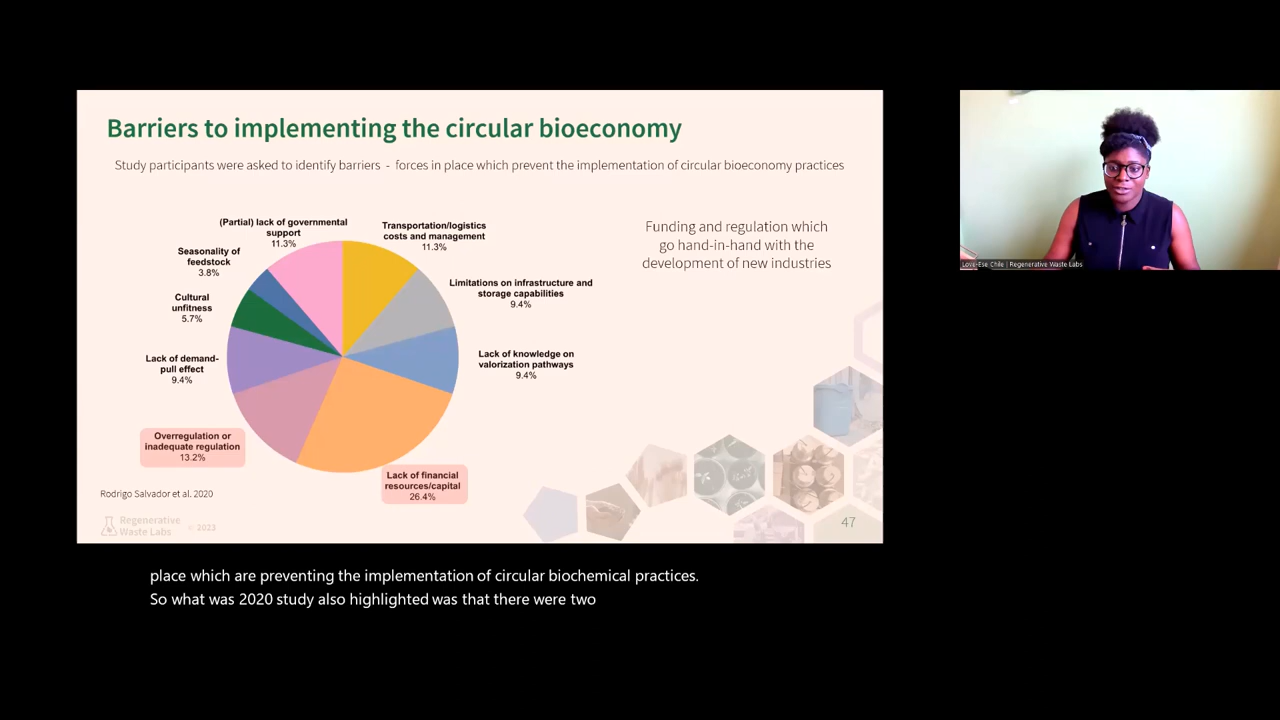 Barriers to implementing the circular bioeconomy
Study participants were asked to identify barriers - forces in place which prevent the implementation of circular bioeconomy practices
(Partial) lack of governmental
support
11.3%
Transportation/logistics
costs and management
11.3%
Seasonality of
feedstock
3.8%
Limitations on infrastructure and
storage capabilities
9.4%
Cultural
unfitness
5.7%
Lack of knowledge on
valorization pathways
9.4%
Lack of demand-
pull effect
9.4%
Overregulation or
inadequate regulation
13.2%
Lack of financial
resources/capital
26.4%
Funding and regulation which
go hand-in-hand with the
development of new industries
Rodrigo Salvador et al. 2020
Regenerative
Waste Labs
© 2023
47
Love-Ese Chile | Regenerative Waste Labs
place which are preventing the implementation of circular biochemical practices.
So what was 2020 study also highlighted was that there were two